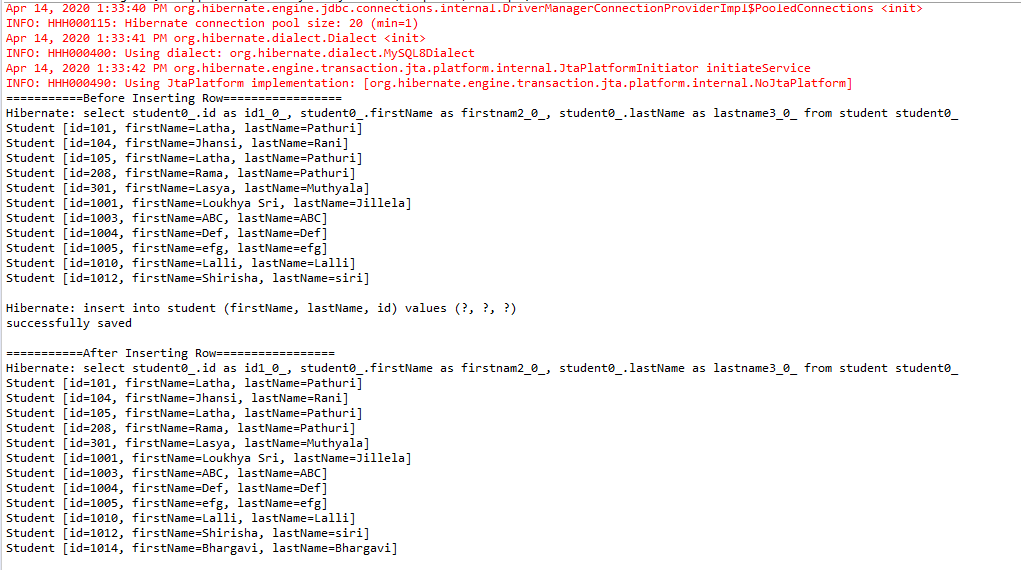 Apr 14, 2020 1:33:40 PM org.hibernate.engine.jdbc.connections.internal.DriverManagerConnectionProviderImpl$PooledConnections <init>
INFO: HHH000115: Hibernate connection pool size: 20 (min=1)
Apr 14, 2020 1:33:41 PM org.hibernate.dialect.Dialect <init>
INFO: HHH000400: Using dialect: org.hibernate.dialect.MySQL8Dialect
Apr 14, 2020 1:33:42 PM org.hibernate.engine.transaction.jta.platform.internal.JtaPlatformInitiator initiateService
INFO: HHH000490: Using JtaPlatform implementation: [org.hibernate.engine.transaction.jta.platform.internal.NoJtaPlatform]
===========Before Inserting Row=================
Hibernate: select student0_.id as id1_0_, student0_.firstName as firstnam2_0_, student0_.lastName as lastname3_0_ from student student0_
Student [id=101, firstName=Latha, lastName=Pathuri]
Student [id=104, firstName=Jhansi, lastName=Rani]
Student [id=105, firstName=Latha, lastName=Pathuri]
Student [id=208, firstName=Rama, lastName=Pathuri]
Student [id=301, firstName=Lasya, lastName=Muthyala]
Student [id=1001, firstName=Loukhya Sri, lastName=Jillela]
Student [id=1003, firstName=ABC, lastName=ABC]
Student [id=1004, firstName=Def, lastName=Def]
Student [id=1005, firstName=efg, lastName=efg]
Student [id=1010, firstName=Lalli, lastName=Lalli]
Student [id=1012, firstName=Shirisha, lastName=siri]
Hibernate: insert into student (firstName, lastName, id) values (?, ?, ?)
successfully saved
===========After Inserting Row=================
Hibernate: select student0_.id as id1_0_, student0_.firstName as firstnam2_0_, student0_.lastName as lastname3_0_ from student student0_
Student [id=101, firstName=Latha, lastName=Pathuri]
Student [id=104, firstName=Jhansi, lastName=Rani]
Student [id=105, firstName=Latha, lastName=Pathuri]
Student [id=208, firstName=Rama, lastName=Pathuri]
Student [id=301, firstName=Lasya, lastName=Muthyala]
Student [id=1001, firstName=Loukhya Sri, lastName=Jillela]
Student [id=1003, firstName=ABC, lastName=ABC]
Student [id=1004, firstName=Def, lastName=Def]
Student [id=1005, firstName=efg, lastName=efg]
Student [id=1010, firstName=Lalli, lastName=Lalli]
Student [id=1012, firstName=Shirisha, lastName=siri]
Student [id=1014, firstName=Bhargavi, lastName=Bhargavi]